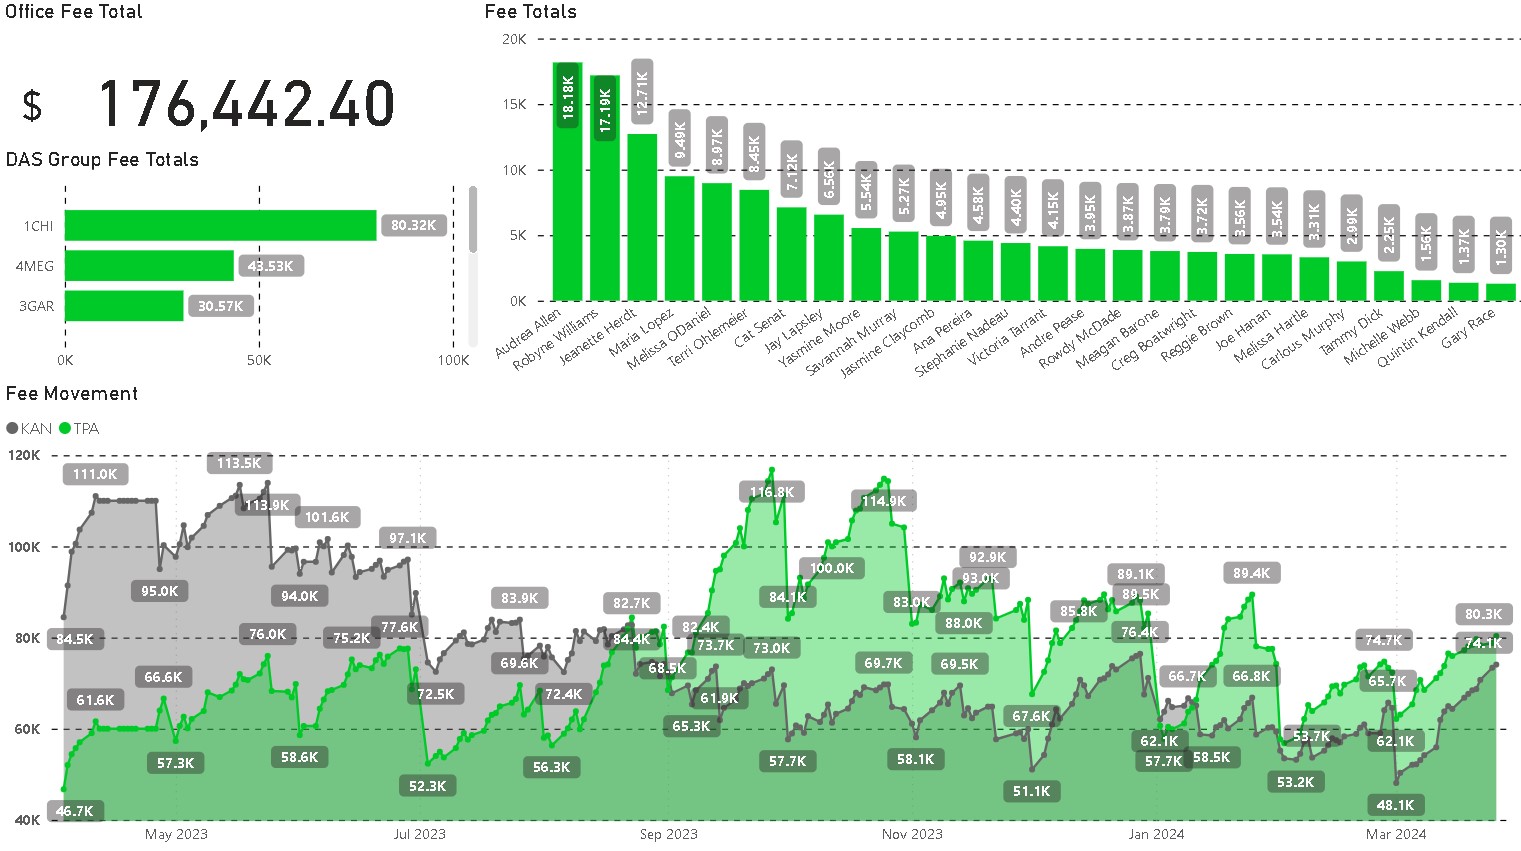 Office Fee Total
$ 176,442.40
DAS Group Fee Totals
1CHI 80.32K
4MEG 43.53K
3GAR 30.57K
0K 50K 100K
Fee Totals
20K
15K
10K
5K
0K
18.18K 17.19K 12.71K 9.49K 8.97K 8.45K 7.12K 6.56K 5.54K 5.27K 4.95K 4.58K 4.40K 4.15K 3.95K 3.87K 3.79K 3.72K 3.56K 3.54K 3.31K 2.99K 2.25K 1.56K 1.37K 1.30K
Audrea Allen
Robyne Williams
Jeanette Herdt
Maria Lopez
Melissa ODaniel
Terri Ohlemeier
Cat Senat
Jay Lapsley
Yasmine Moore
Savannah Murray
Jasmine Claycomb
Ana Pereira
Stephanie Nadeau
Victoria Tarrant
Andre Pease
Rowdy McDade
Meagan Barone
Creg Boatwright
Reggie Brown
Joe Hanan
Melissa Hartle
Carlous Murphy
Tammy Dick
Michelle Webb
Quintin Kendall
Gary Race
Fee Movement
KAN TPA
120K
100K
80K
60K
40K
111.0K 113.5K 113.9K 101.6K 97.1K
95.0K 94.0K 84.5K 76.0K 75.2K 77.6K
66.6K 61.6K 57.3K 58.6K 46.7K
83.9K 82.7K 84.4K 82.4K 73.7K 73.0K
72.5K 69.6K 72.4K 68.5K 61.9K 65.3K
52.3K 56.3K 57.7K
116.8K 114.9K 100.0K 84.1K 83.0K
92.9K 93.0K 88.0K 85.8K 89.1K 89.5K 76.4K
69.7K 69.5K 67.6K 58.1K 51.1K
89.4K 66.7K 66.8K 62.1K 57.7K 58.5K
53.7K 53.2K 74.7K 65.7K 62.1K 48.1K
80.3K 74.1K
May 2023 Jul 2023 Sep 2023 Nov 2023 Jan 2024 Mar 2024